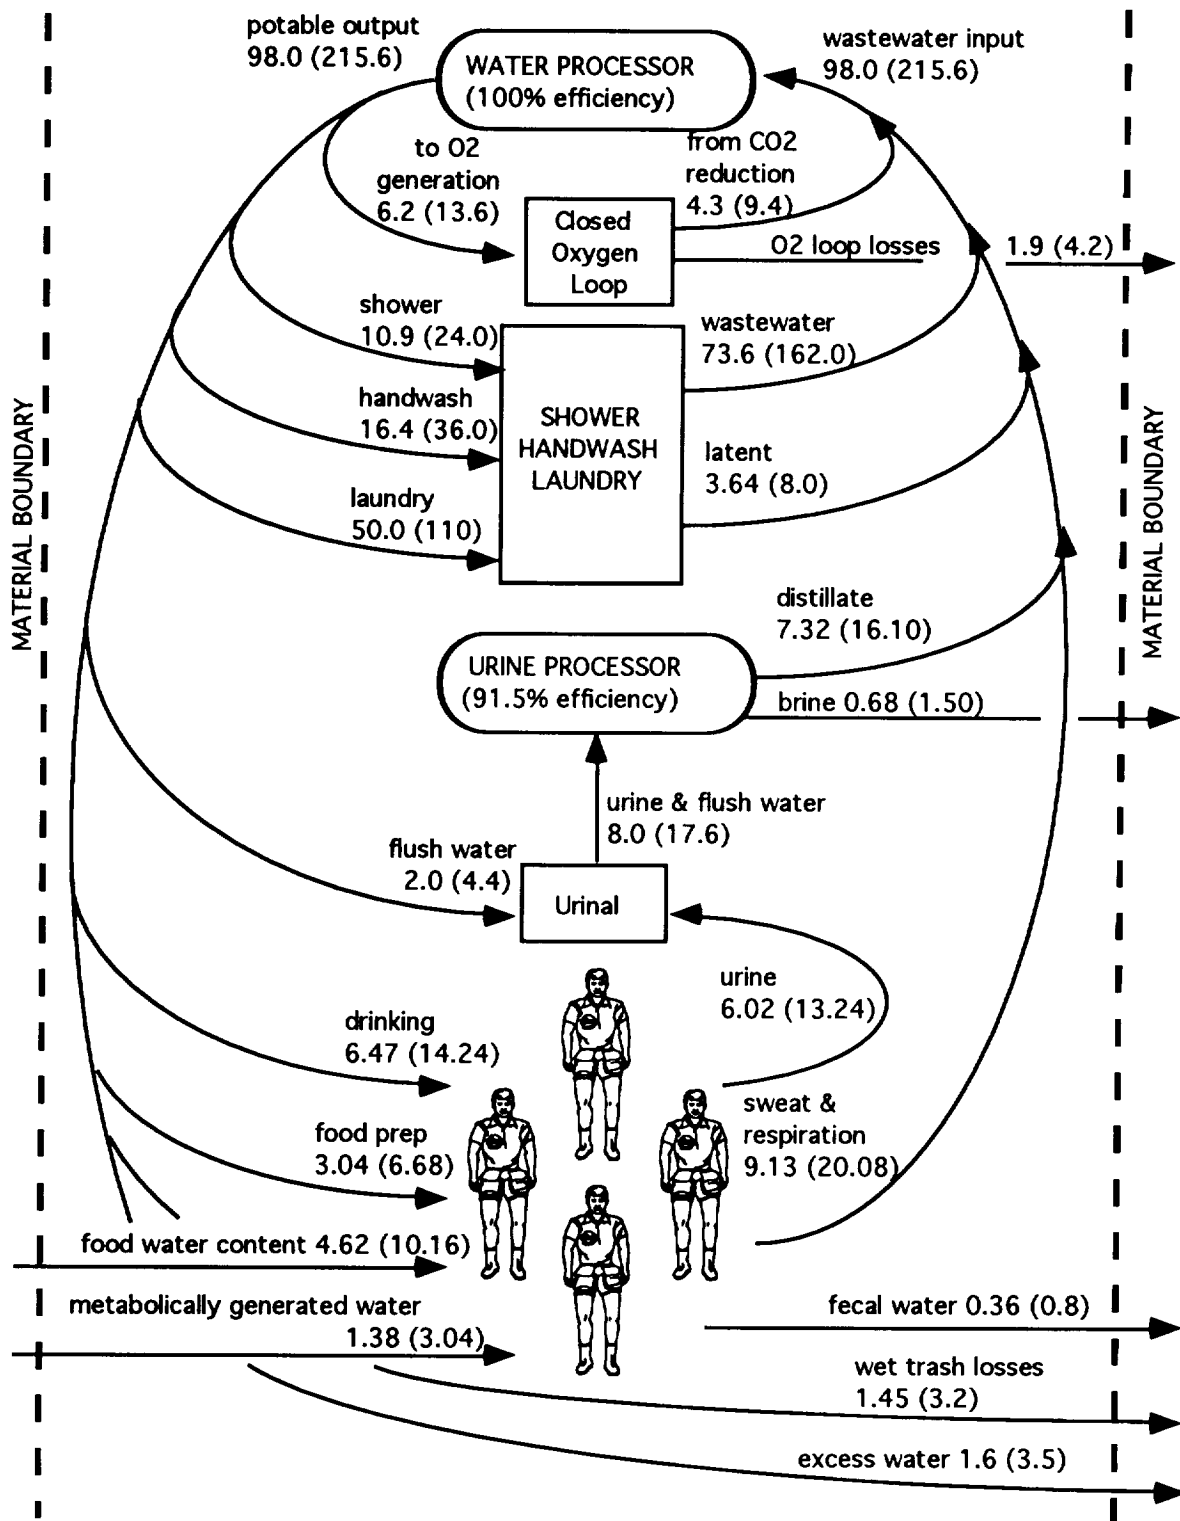 potable output
98.0 (215.6)
WATER PROCESSOR
(100% efficiency)
wastewater input
98.0 (215.6)
to O2
generation
6.2 (13.6)
from CO2
reduction
4.3 (9.4)
Closed
Oxygen
Loop
O2 loop losses
1.9 (4.2)
shower
10.9 (24.0)
wastewater
73.6 (162.0)
handwash
16.4 (36.0)
SHOWER
HANDWASH
LAUNDRY
latent
3.64 (8.0)
laundry
50.0 (110)
MATERIAL BOUNDARY
MATERIAL BOUNDARY
distillate
7.32 (16.10)
URINE PROCESSOR
(91.5% efficiency)
brine 0.68 (1.50)
urine & flush water
8.0 (17.6)
flush water
2.0 (4.4)
Urinal
urine
6.02 (13.24)
drinking
6.47 (14.24)
sweat &
respiration
9.13 (20.08)
food prep
3.04 (6.68)
food water content 4.62 (10.16)
metabolically generated water
1.38 (3.04)
fecal water 0.36 (0.8)
wet trash losses
1.45 (3.2)
excess water 1.6 (3.5)